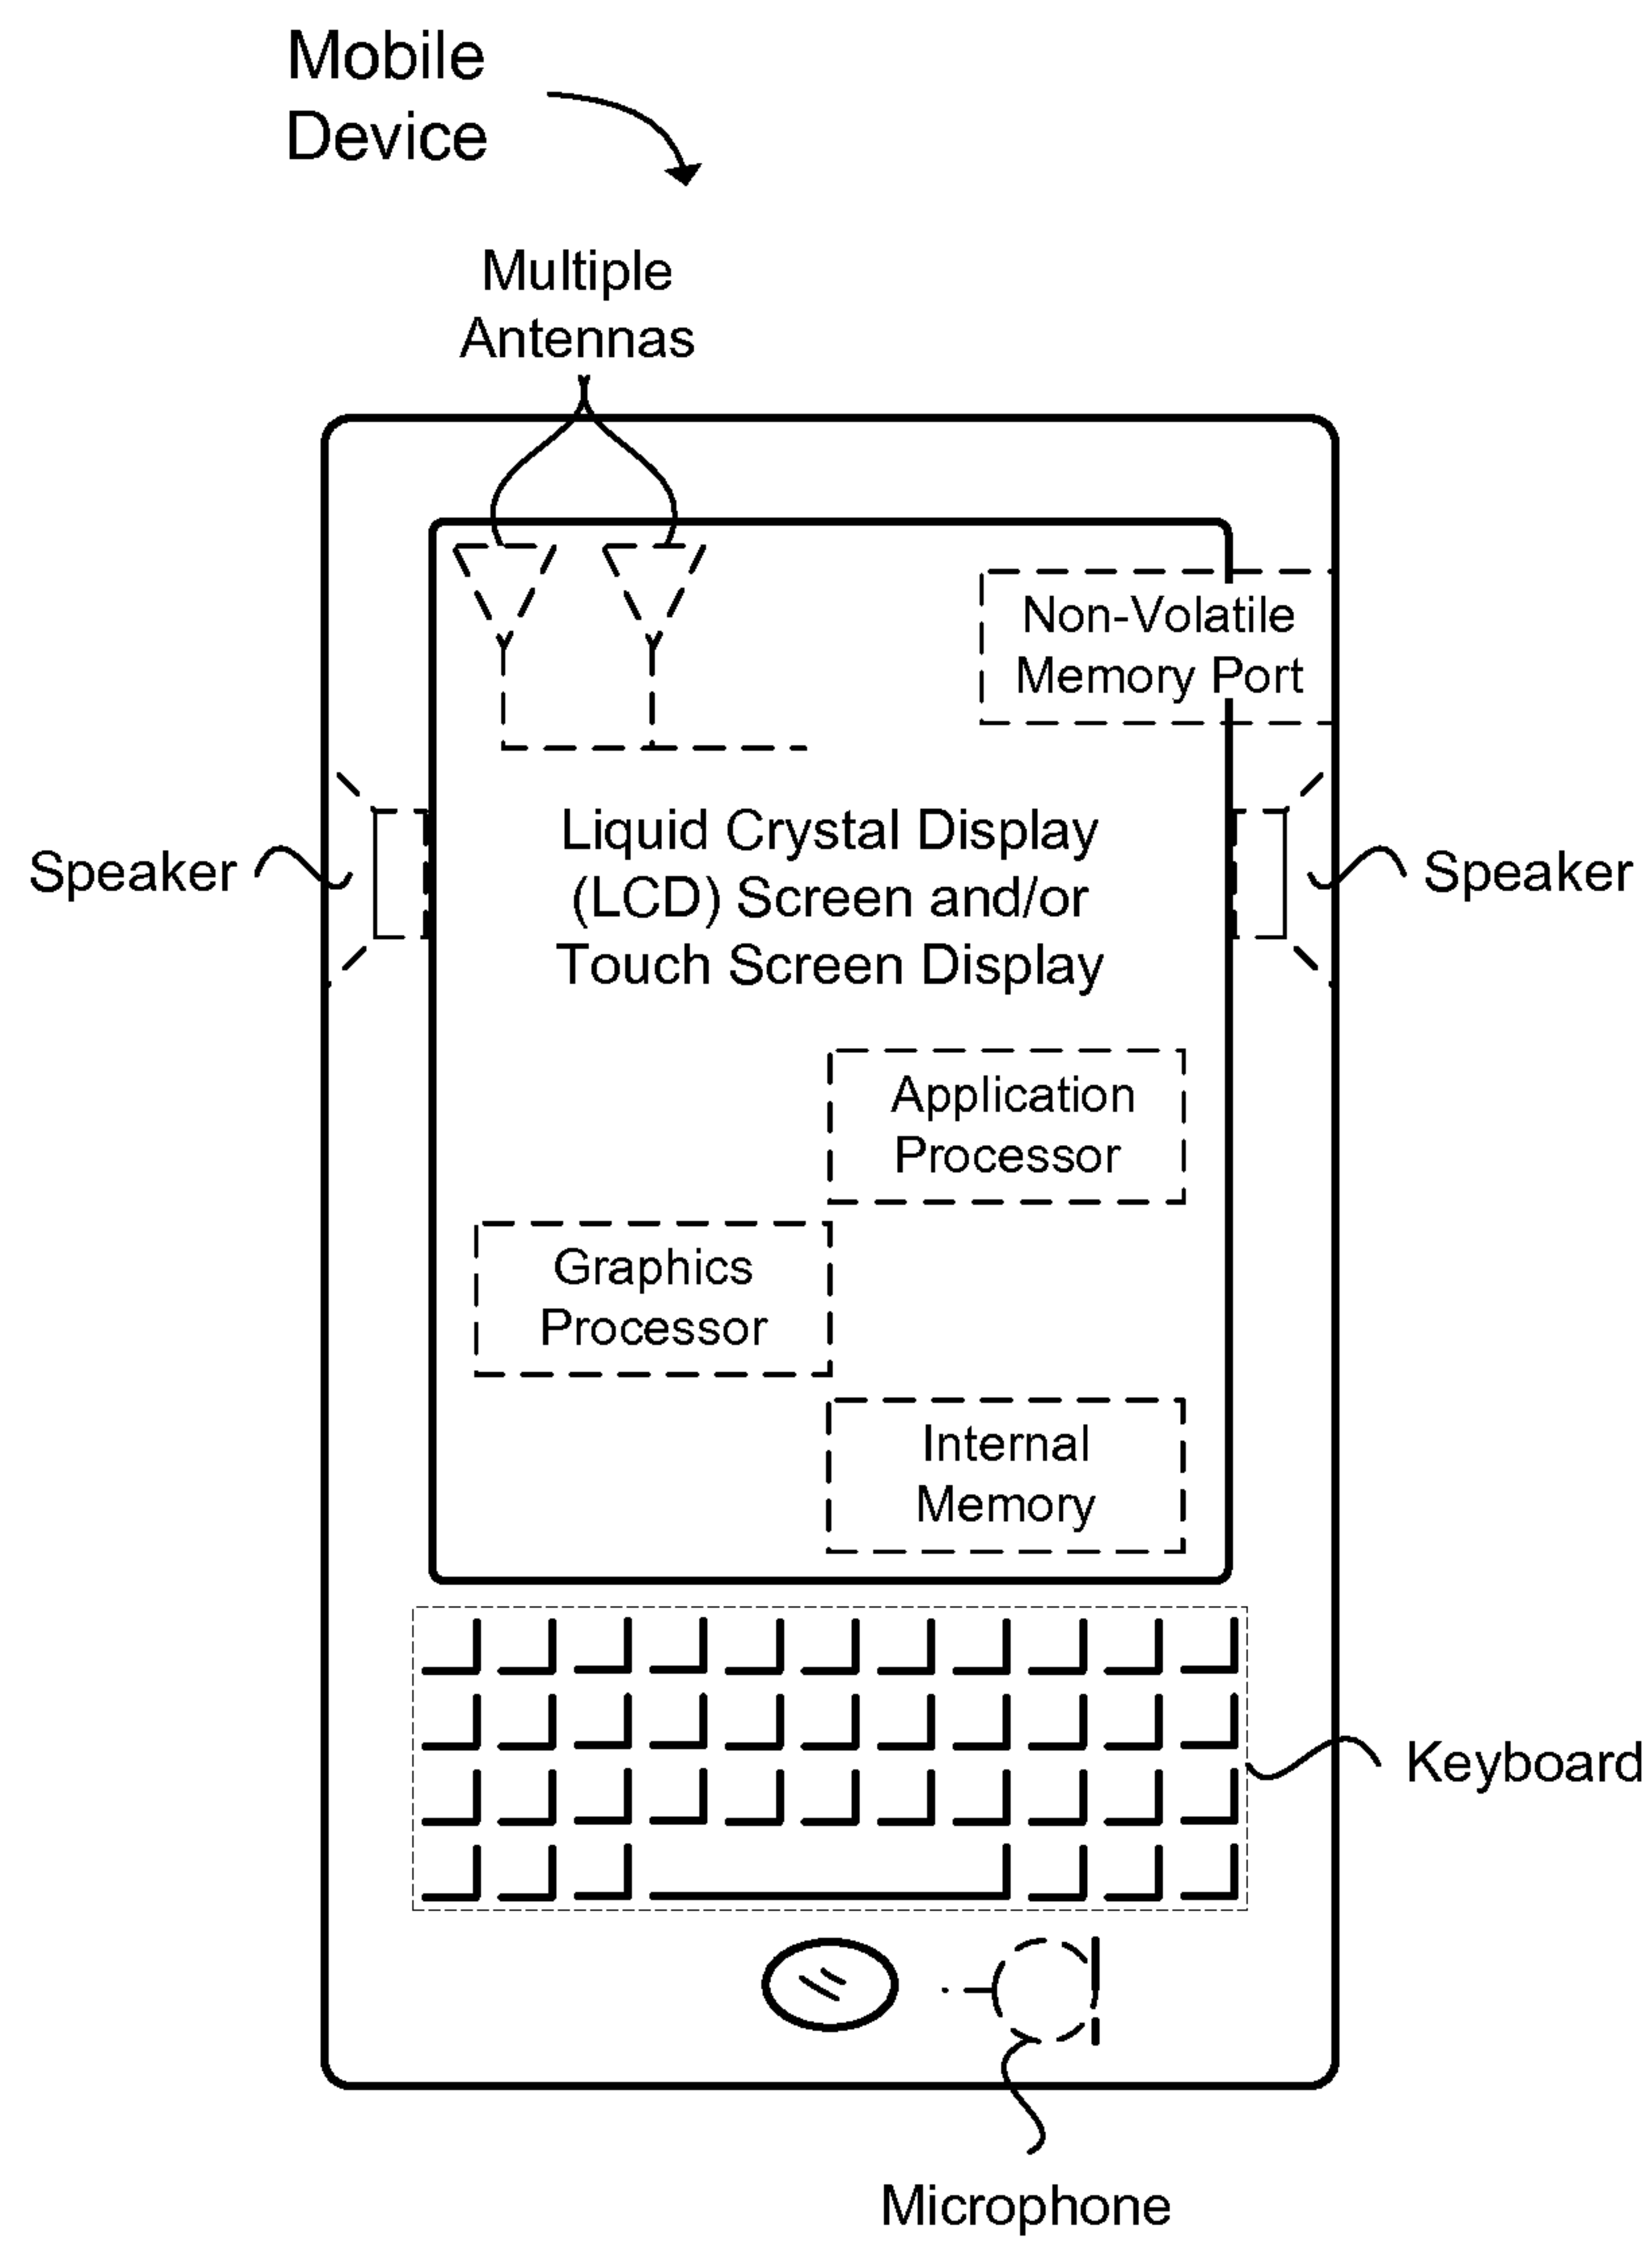 Mobile
Device
Multiple
Antennas
Non-Volatile
Memory Port
Speaker
Liquid Crystal Display
(LCD) Screen and/or
Touch Screen Display
Speaker
Application
Processor
Graphics
Processor
Internal
Memory
Keyboard
Microphone